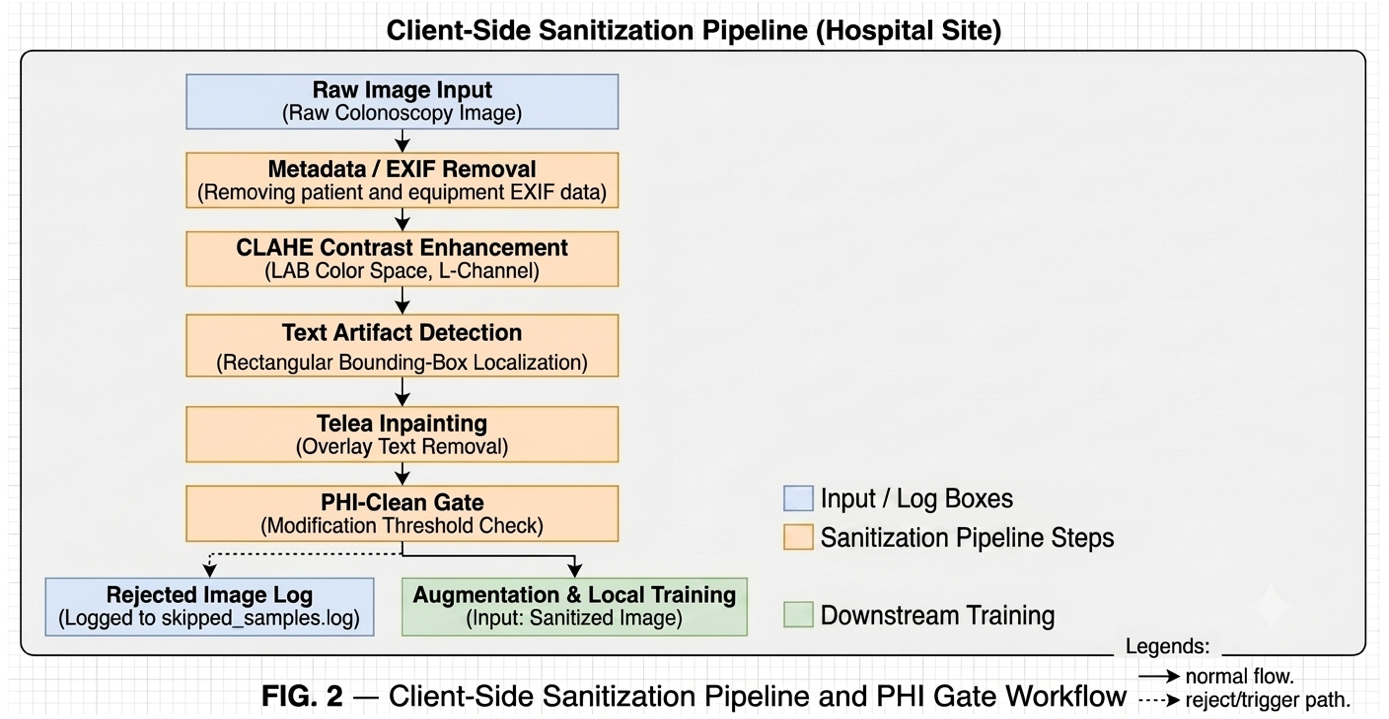 Client-Side Sanitization Pipeline (Hospital Site)
Raw Image Input
(Raw Colonoscopy Image)
Metadata / EXIF Removal
(Removing patient and equipment EXIF data)
CLAHE Contrast Enhancement
(LAB Color Space, L-Channel)
Text Artifact Detection
(Rectangular Bounding-Box Localization)
Telea Inpainting
(Overlay Text Removal)
PHI-Clean Gate
(Modification Threshold Check)
Rejected Image Log
(Logged to skipped_samples.log)
Augmentation & Local Training
(Input: Sanitized Image)
Input / Log Boxes
Sanitization Pipeline Steps
Downstream Training
Legends:
normal flow.
reject/trigger path.
FIG. 2 — Client-Side Sanitization Pipeline and PHI Gate Workflow